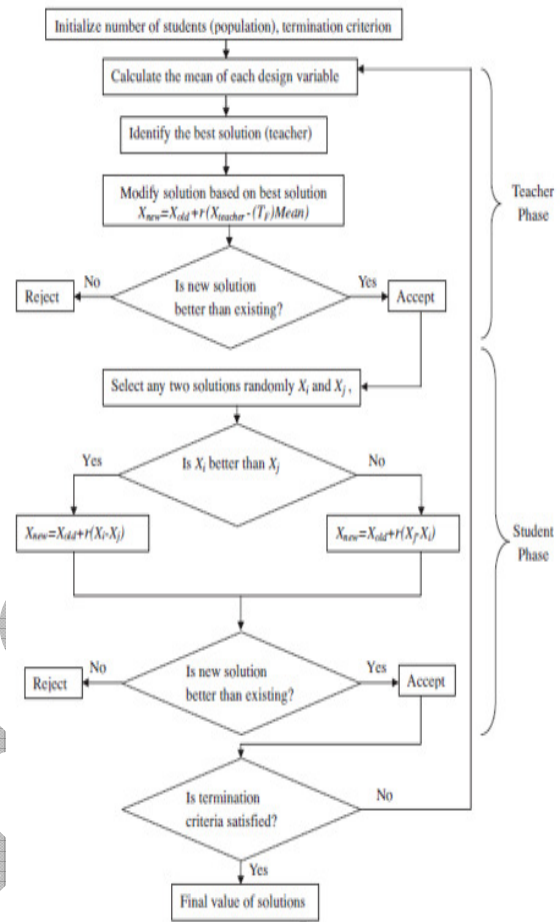 Initialize number of students (population), termination criterion
Calculate the mean of each design variable
Identify the best solution (teacher)
Modify solution based on best solution
Xnew=Xold+r(Xteacher-(TF)Mean)
Teacher
Phase
Is new solution
better than existing?
No
Yes
Reject
Accept
Select any two solutions randomly Xi and Xj,
Is Xi better than Xj
Yes
No
Xnew=Xold+r(Xi-Xj)
Xnew=Xold+r(Xj-Xi)
Student
Phase
Is new solution
better than existing?
No
Yes
Reject
Accept
Is termination
criteria satisfied?
No
Yes
Final value of solutions